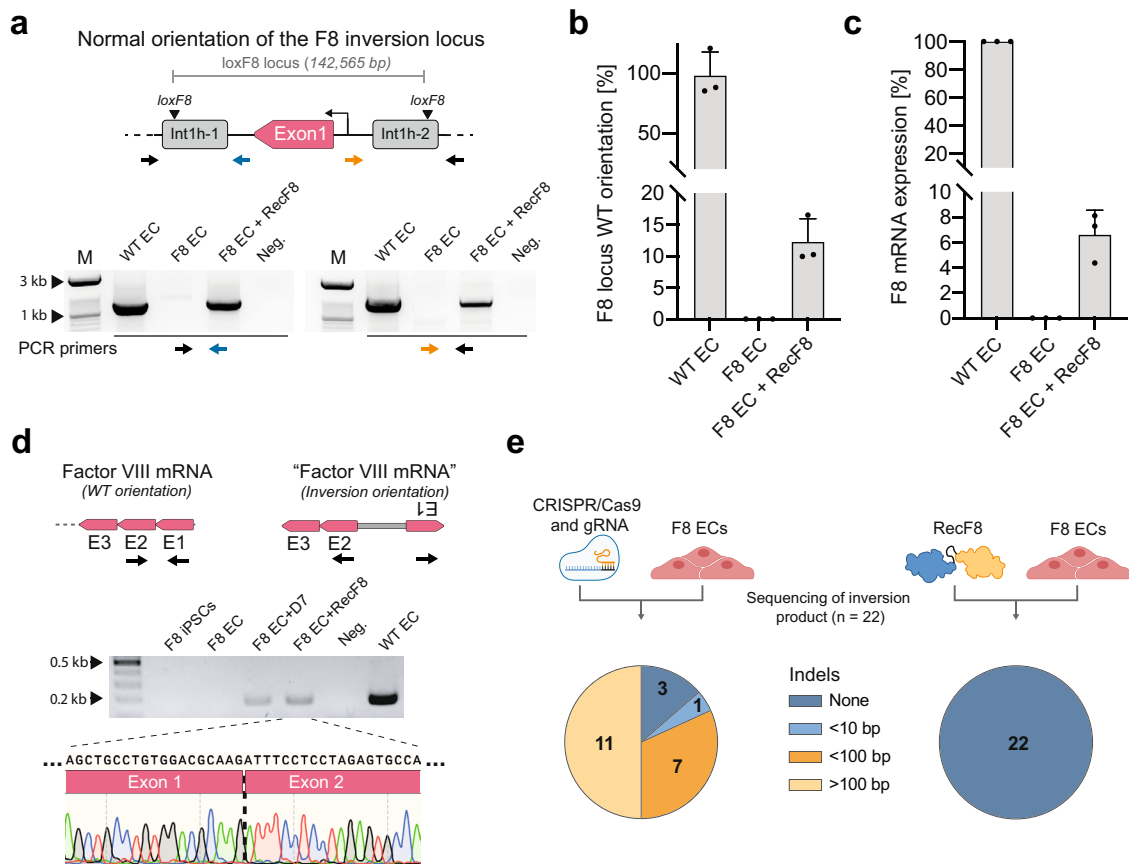 a
Normal orientation of the F8 inversion locus
loxF8 locus (142,565 bp)
loxF8
loxF8
Int1h-1
Exon1
Int1h-2
M
WT EC
F8 EC
F8 EC + RecF8
Neg.
M
WT EC
F8 EC
F8 EC + RecF8
Neg.
3 kb
1 kb
PCR primers
b
F8 locus WT orientation [%]
100
50
20
15
10
5
0
WT EC
F8 EC
F8 EC + RecF8
c
F8 mRNA expression [%]
100
80
60
40
20
8
6
4
2
0
WT EC
F8 EC
F8 EC + RecF8
d
Factor VIII mRNA
(WT orientation)
E3
E2
E1
"Factor VIII mRNA"
(Inversion orientation)
E1
E3
E2
F8 iPSCs
F8 EC
F8 EC+D7
F8 EC+RecF8
Neg.
WT EC
0.5 kb
0.2 kb
... AGCTGCCTGTGGACGCAAGATTTCCTCCTAGAGTGCCA ...
Exon 1
Exon 2
e
CRISPR/Cas9
and gRNA
F8 ECs
RecF8
F8 ECs
Sequencing of inversion
product (n = 22)
3
1
7
11
Indels
None
<10 bp
<100 bp
>100 bp
22